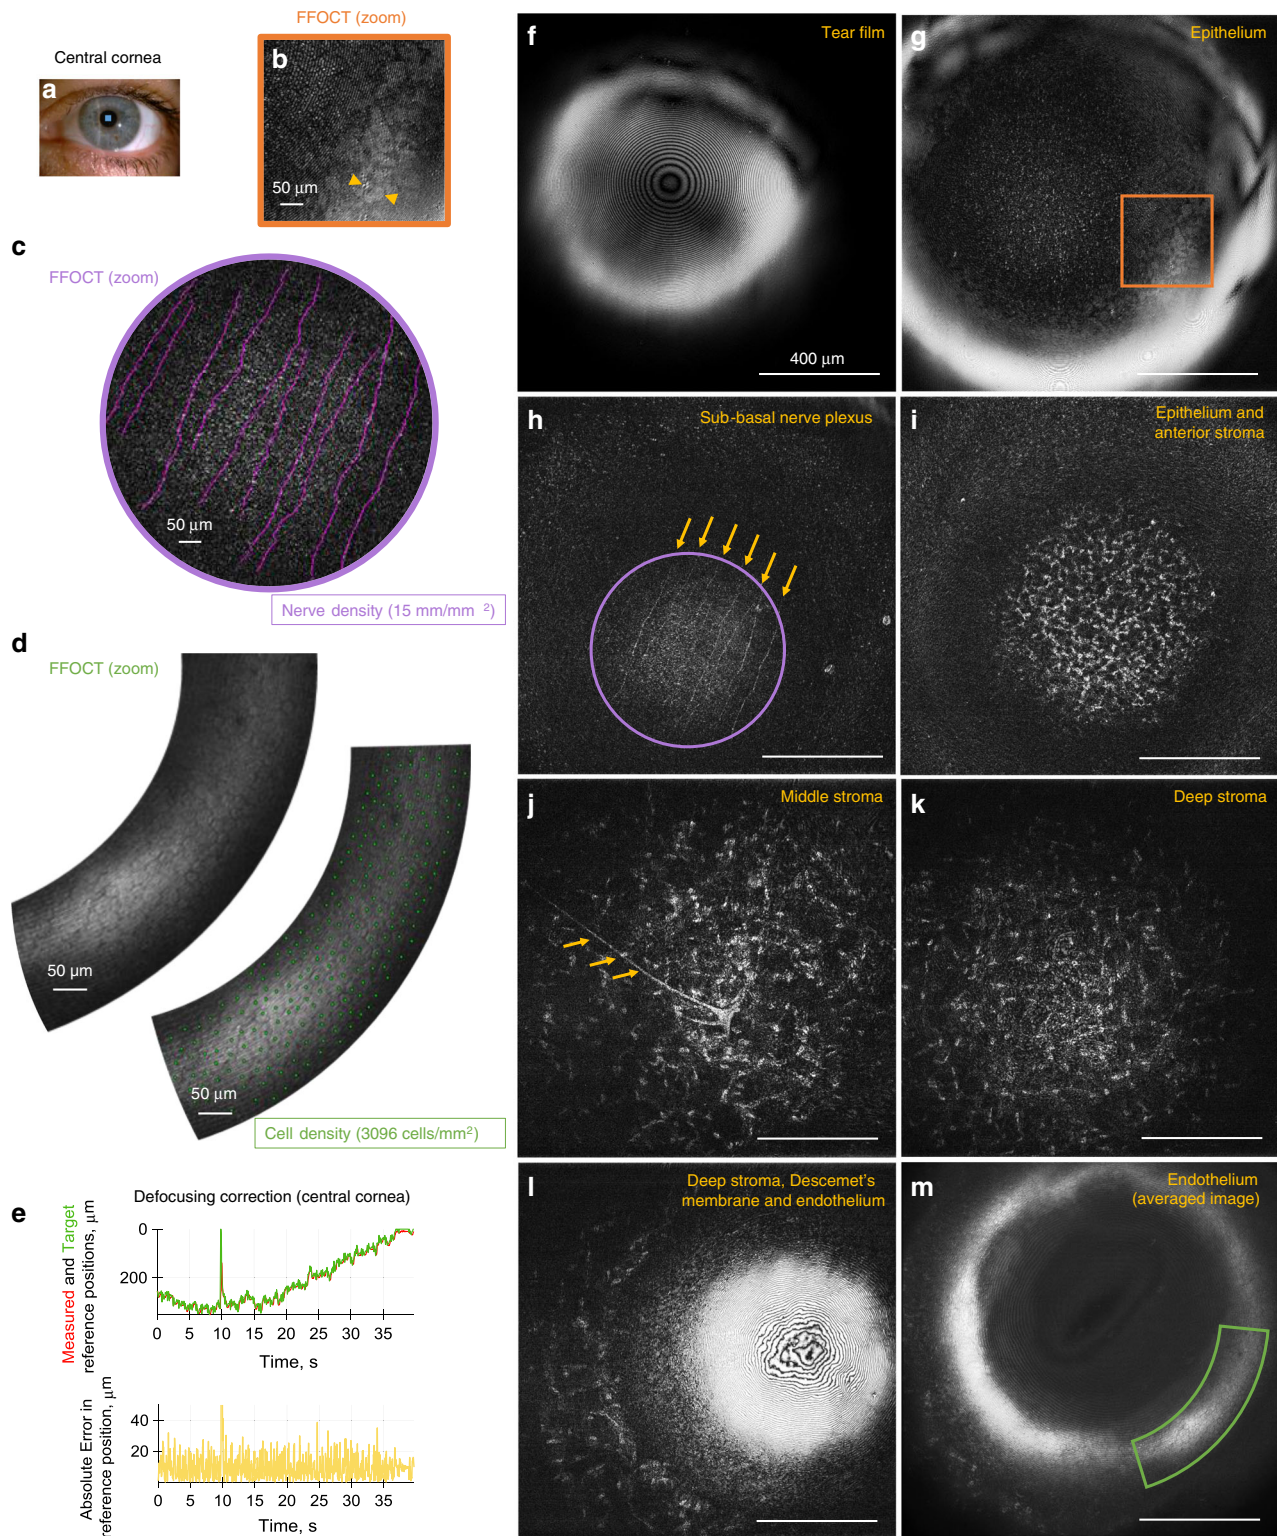 FFOCT (zoom)
Central cornea
a
b
50 μm
c
FFOCT (zoom)
50 μm
Nerve density (15 mm/mm 2)
d
FFOCT (zoom)
50 μm
50 μm
Cell density (3096 cells/mm²)
e
Defocusing correction (central cornea)
Measured and Target
reference positions, μm
0
200
0 5 10 15 20 25 30 35
Time, s
Absolute Error in
reference position, μm
40
20
0 5 10 15 20 25 30 35
Time, s
f
Tear film
400 μm
g
Epithelium
h
Sub-basal nerve plexus
i
Epithelium and
anterior stroma
j
Middle stroma
k
Deep stroma
l
Deep stroma, Descemet's
membrane and endothelium
m
Endothelium
(averaged image)